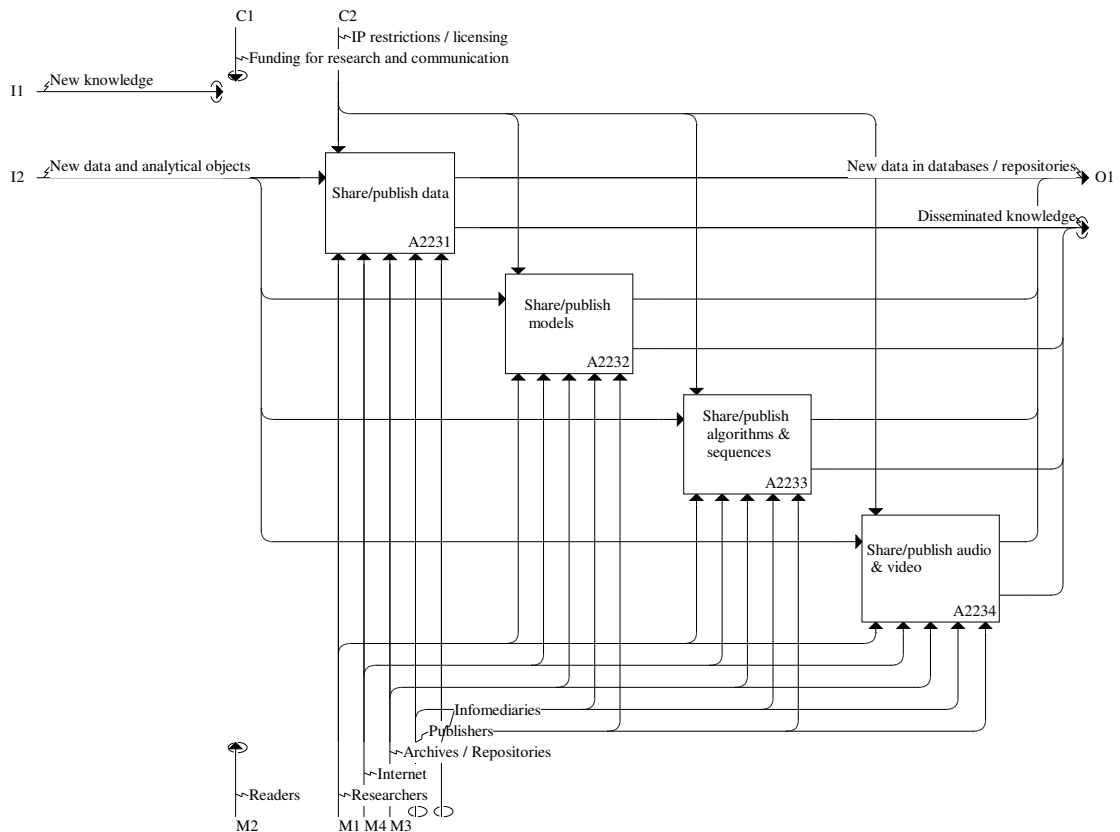 C1
C2
IP restrictions / licensing
Funding for research and communication
I1
New knowledge
I2
New data and analytical objects
New data in databases / repositories
O1
Share/publish data
A2231
Disseminated knowledge
Share/publish
models
A2232
Share/publish
algorithms &
sequences
A2233
Share/publish audio
& video
A2234
Infomediaries
Publishers
Archives / Repositories
Internet
Readers
Researchers
M2
M1 M4 M3